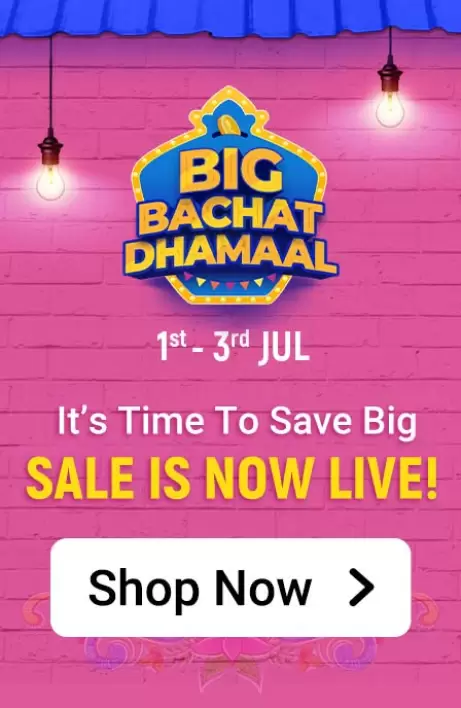 BIG
BACHAT
DHAMAAL
1st - 3rd JUL
It's Time To Save Big
SALE IS NOW LIVE!
Shop Now